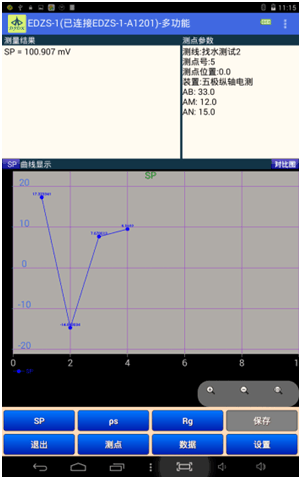 11:15
EDZS-1(已连接EDZS-1-A1201)-多功能
测量结果
测点参数
SP = 100.907 mV
测线:找水测试2
测点号:5
测点位置:0.0
装置:五极纵轴电测
AB: 33.0
AM: 12.0
AN: 15.0
SP 曲线显示
对比图
SP
20
10
0
-10
-20
0
2
4
6
8
SP
SP
ρs
Rg
保存
退出
测点
数据
设置